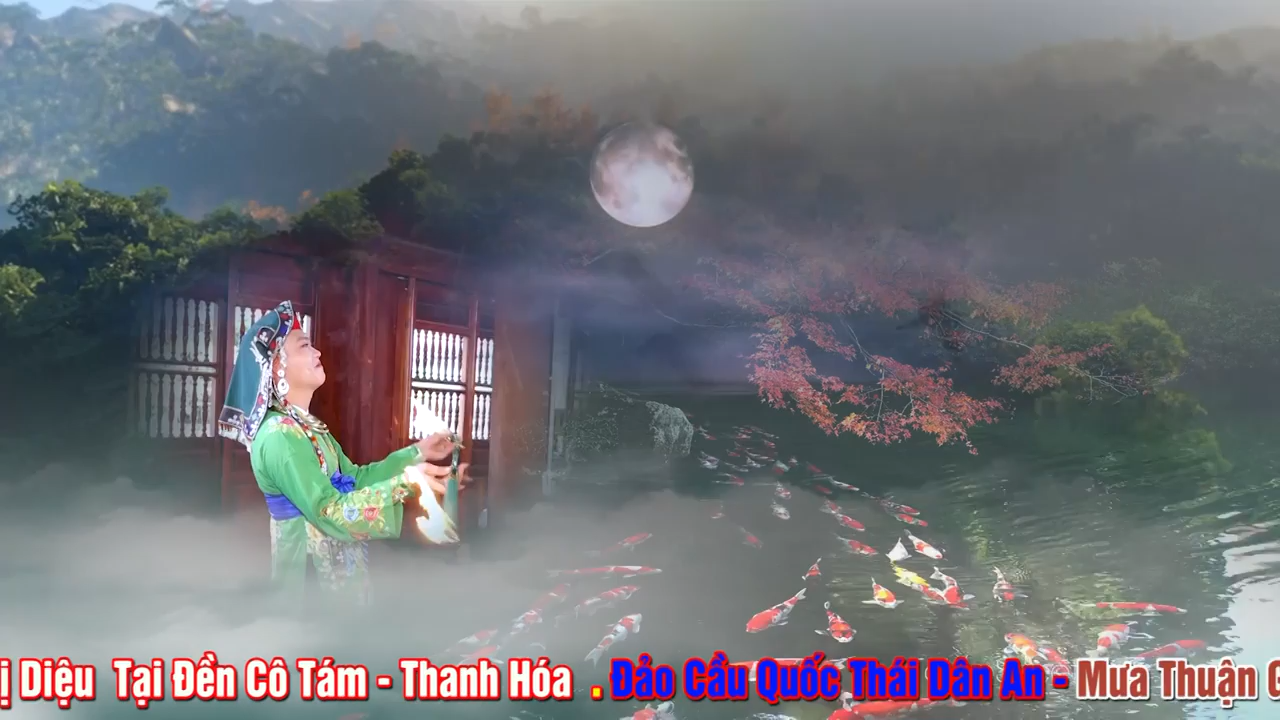 ị Diệu Tại Đền Cô Tám - Thanh Hóa . Đảo Cầu Quốc Thái Dân An - Mưa Thuận G